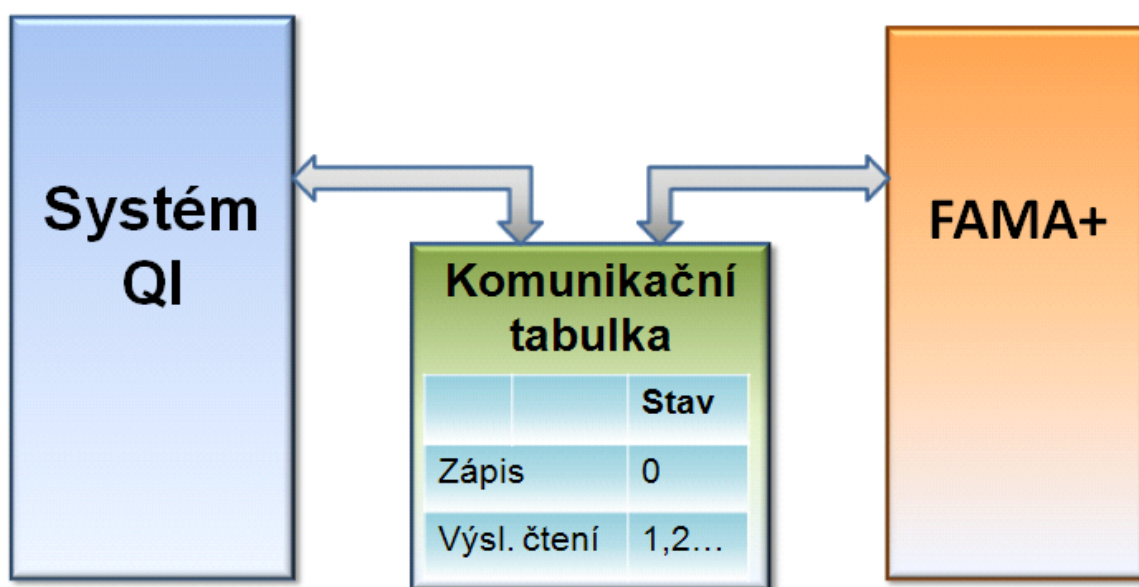 Systém
QI
Komunikační
tabulka
Stav
Zápis 0
Výsl. čtení 1,2...
FAMA+